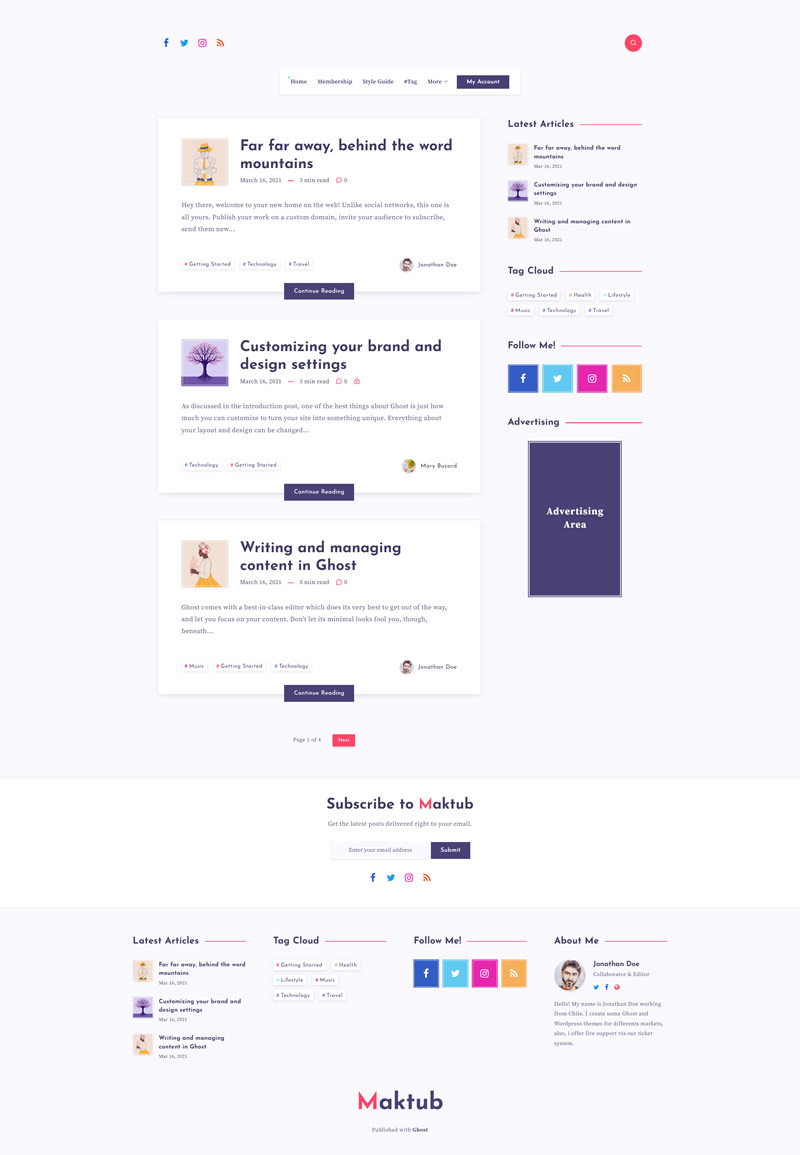 Home Membership Style Guide #Tag More My Account
Far far away, behind the word
mountains
March 16, 2021 3 min read 0
Hey there, welcome to your new home on the web! Unlike social networks, this one is
all yours. Publish your work on a custom domain, invite your audience to subscribe,
send them new...
# Getting Started # Technology # Travel
Jonathan Doe
Continue Reading
Customizing your brand and
design settings
March 16, 2021 3 min read 0
As discussed in the introduction post, one of the best things about Ghost is just how
much you can customize to turn your site into something unique. Everything about
your layout and design can be changed...
# Technology # Getting Started
Mary Buzard
Continue Reading
Writing and managing
content in Ghost
March 16, 2021 5 min read 0
Ghost comes with a best-in-class editor which does its very best to get out of the way,
and let you focus on your content. Don't let its minimal looks fool you, though,
beneath...
# Music # Getting Started # Technology
Jonathan Doe
Continue Reading
Page 1 of 4 Next
Latest Articles
Far far away, behind the word
mountains
Mar 16, 2021
Customizing your brand and design
settings
Mar 16, 2021
Writing and managing content in
Ghost
Mar 16, 2021
Tag Cloud
# Getting Started # Health # Lifestyle
# Music # Technology # Travel
Follow Me!
Advertising
Advertising
Area
Subscribe to Maktub
Get the latest posts delivered right to your email.
Enter your email address Submit
Latest Articles
Far far away, behind the word
mountains
Mar 16, 2021
Customizing your brand and
design settings
Mar 16, 2021
Writing and managing
content in Ghost
Mar 16, 2021
Tag Cloud
# Getting Started # Health
# Lifestyle # Music
# Technology # Travel
Follow Me!
About Me
Jonathan Doe
Collaborator & Editor
Hello! My name is Jonathan Doe working
from Chile. I create some Ghost and
Wordpress themes for differents markets,
also, i offer live support via our ticket
system.
Maktub
Published with Ghost